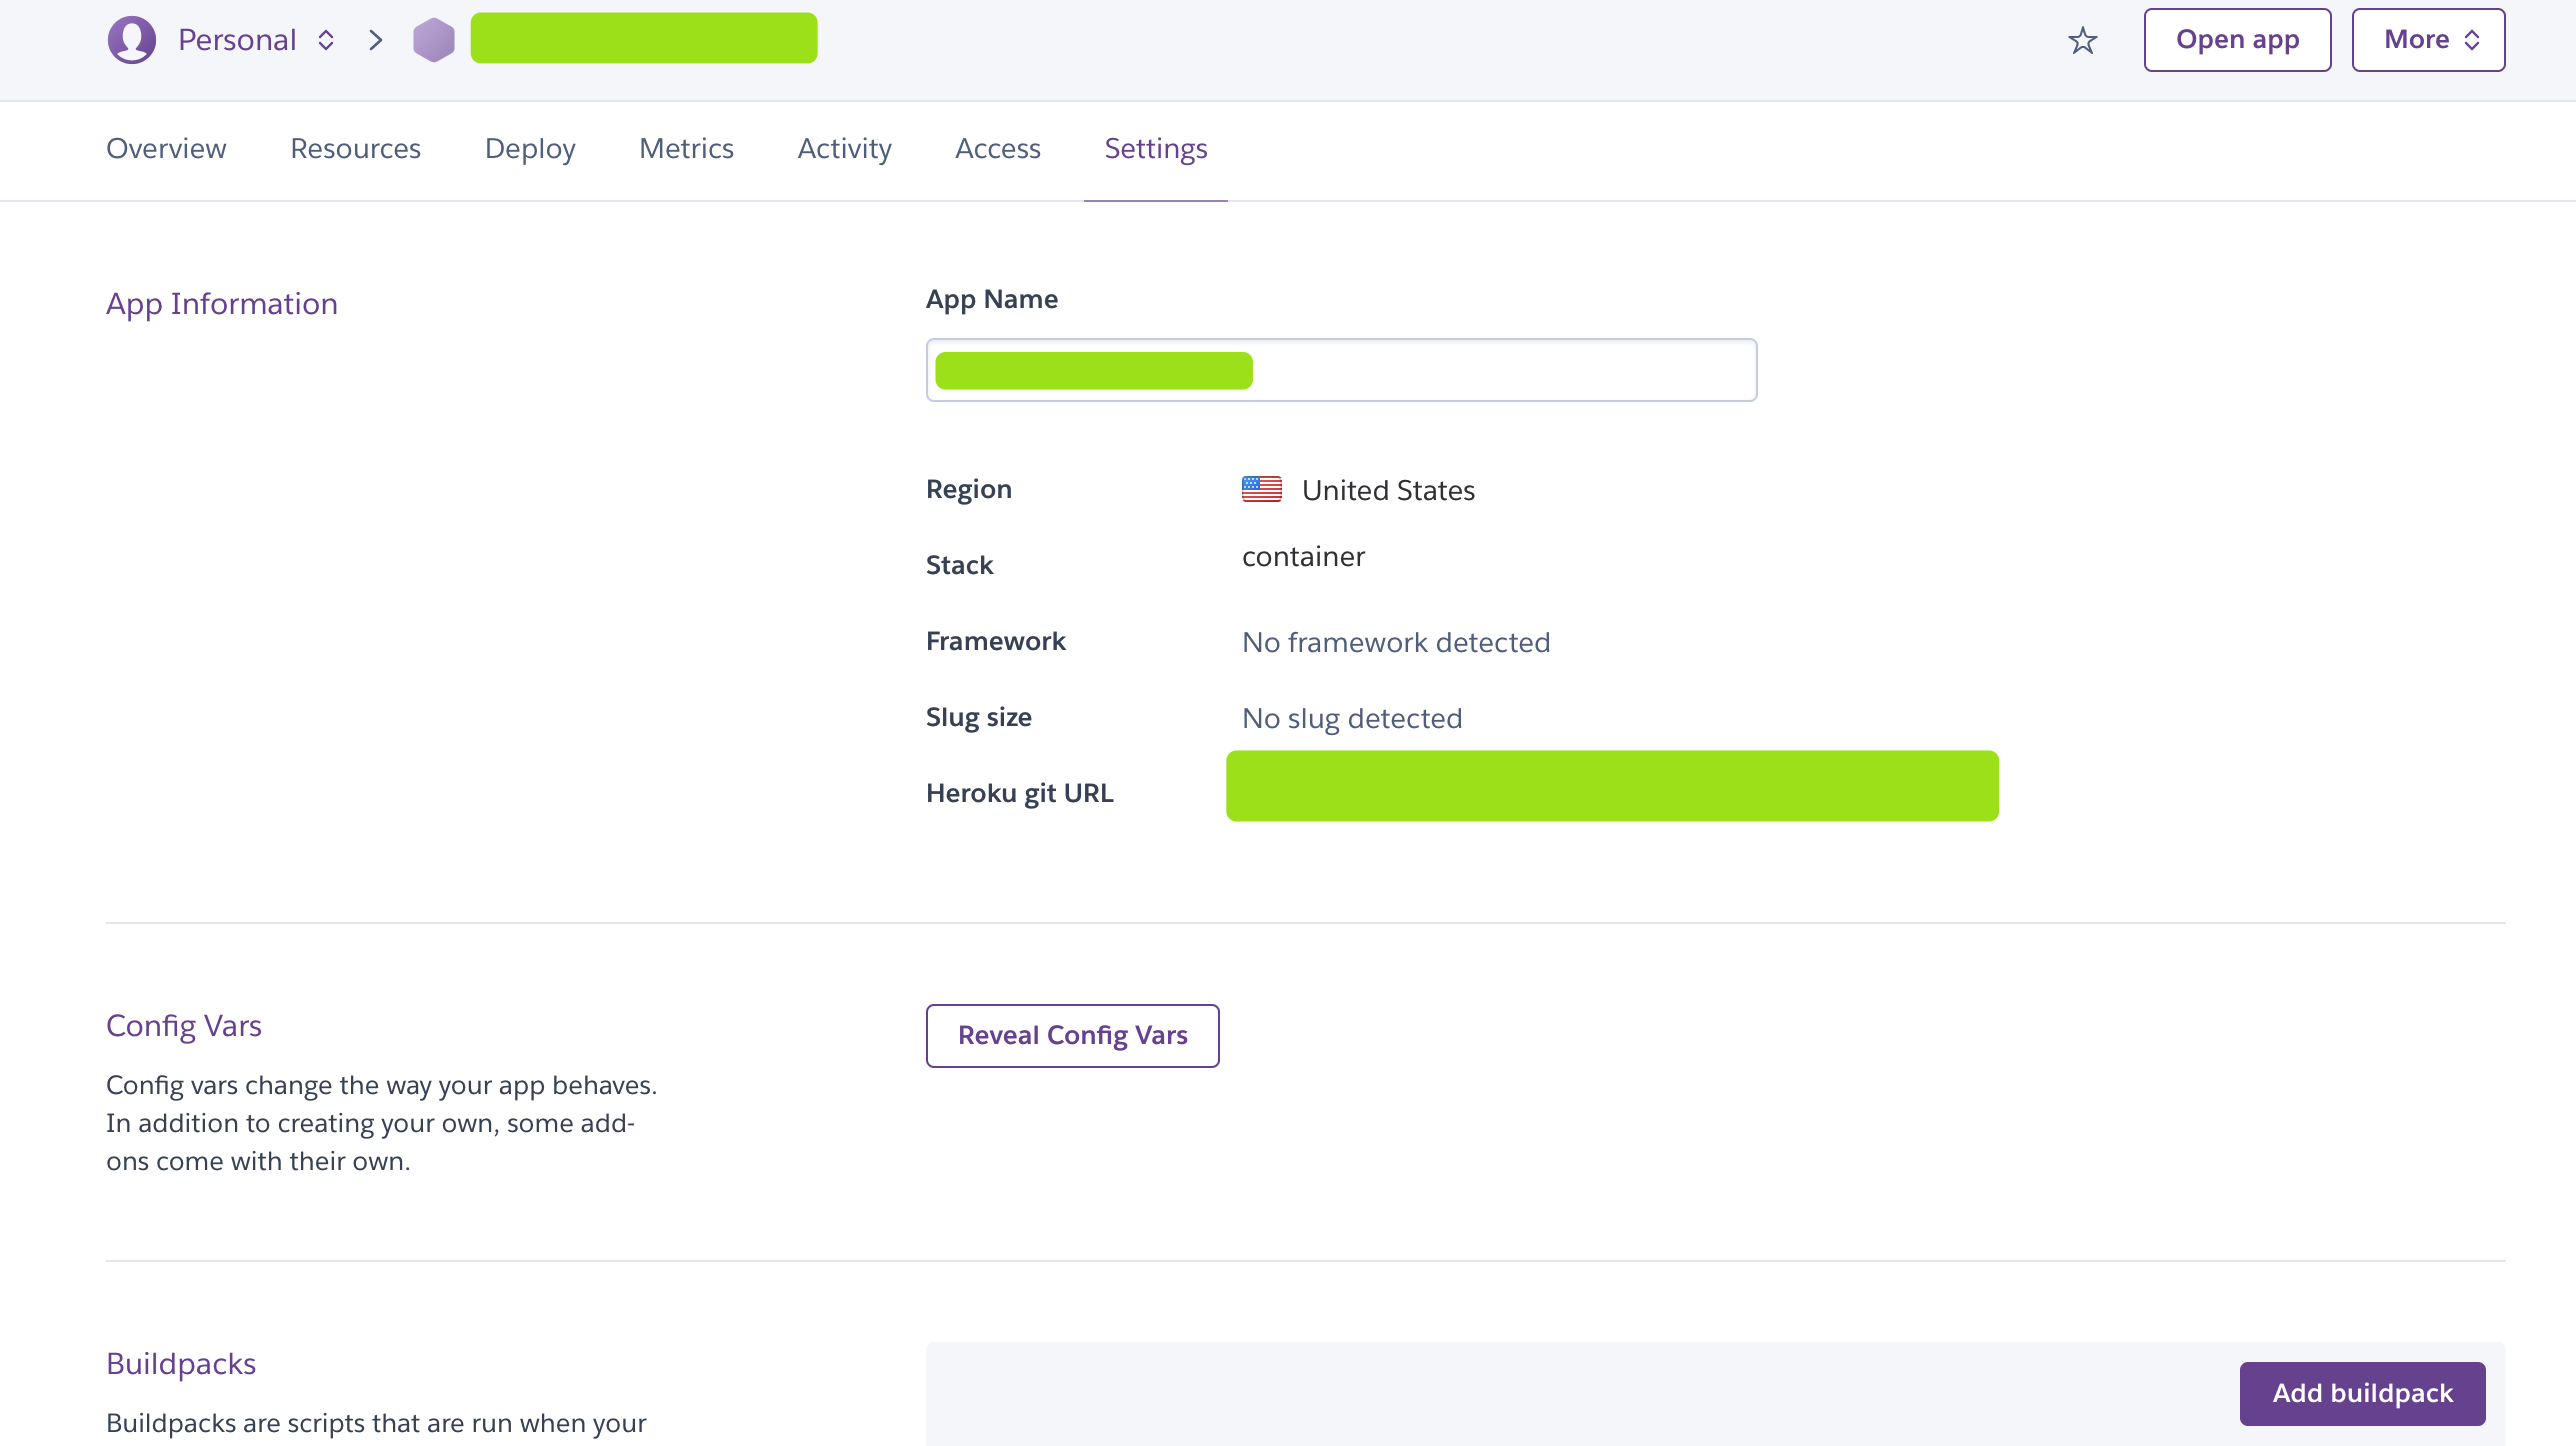 Personal
Open app
More
Overview
Resources
Deploy
Metrics
Activity
Access
Settings
App Information
App Name
Region
United States
Stack
container
Framework
No framework detected
Slug size
No slug detected
Heroku git URL
Config Vars
Config vars change the way your app behaves.
In addition to creating your own, some add-
ons come with their own.
Reveal Config Vars
Buildpacks
Buildpacks are scripts that are run when your
Add buildpack